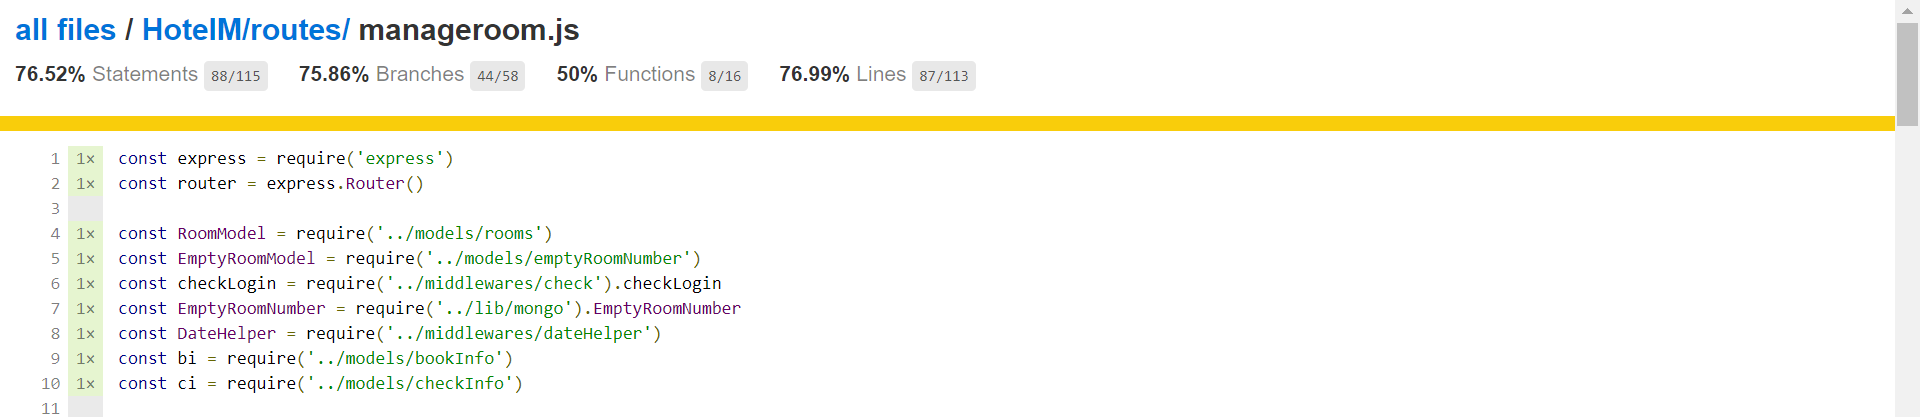 all files / HotelM/routes/ manageroom.js
76.52% Statements 88/115 75.86% Branches 44/58 50% Functions 8/16 76.99% Lines 87/113
1 1× const express = require('express')
2 1× const router = express.Router()
3
4 1× const RoomModel = require('../models/rooms')
5 1× const EmptyRoomModel = require('../models/emptyRoomNumber')
6 1× const checkLogin = require('../middlewares/check').checkLogin
7 1× const EmptyRoomNumber = require('../lib/mongo').EmptyRoomNumber
8 1× const DateHelper = require('../middlewares/dateHelper')
9 1× const bi = require('../models/bookInfo')
10 1× const ci = require('../models/checkInfo')
11